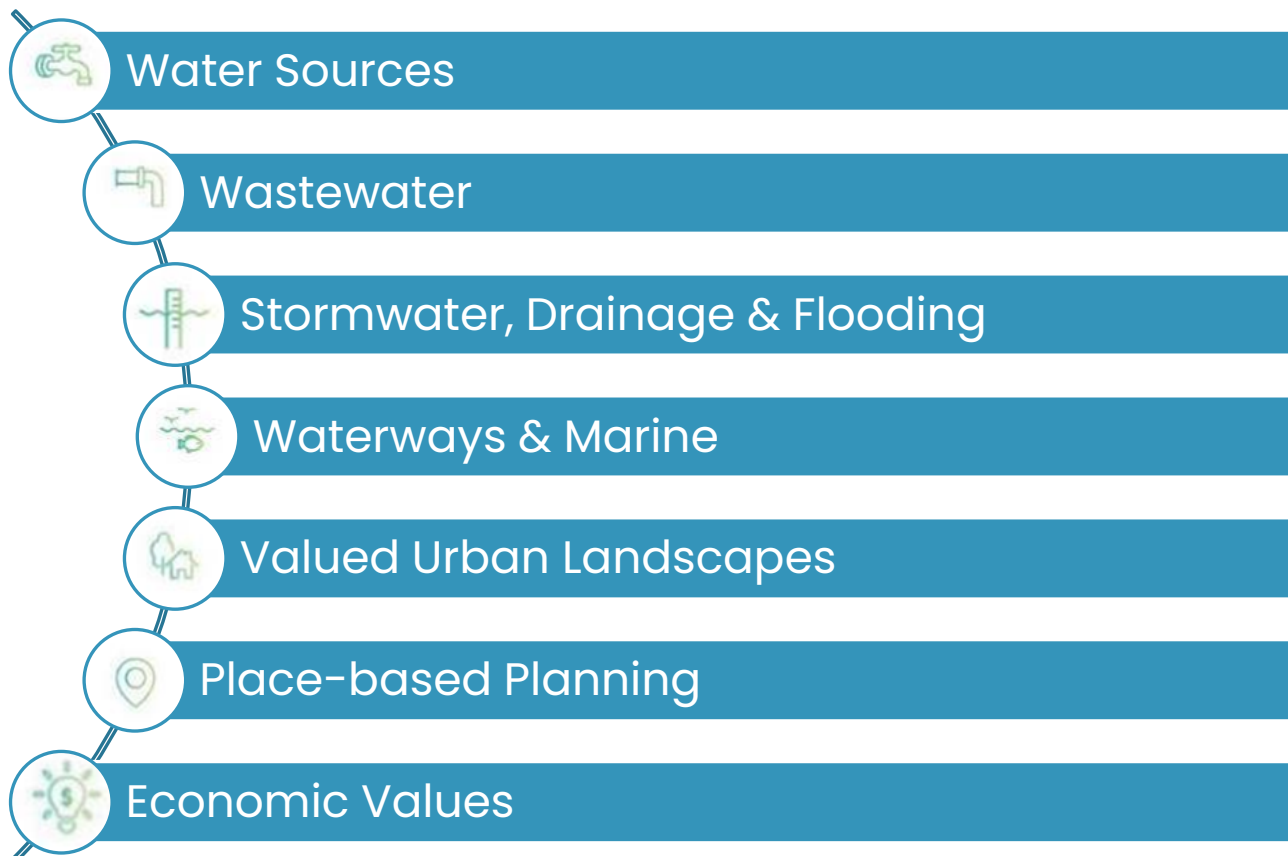 Water Sources
Wastewater
Stormwater, Drainage & Flooding
Waterways & Marine
Valued Urban Landscapes
Place-based Planning
$
Economic Values